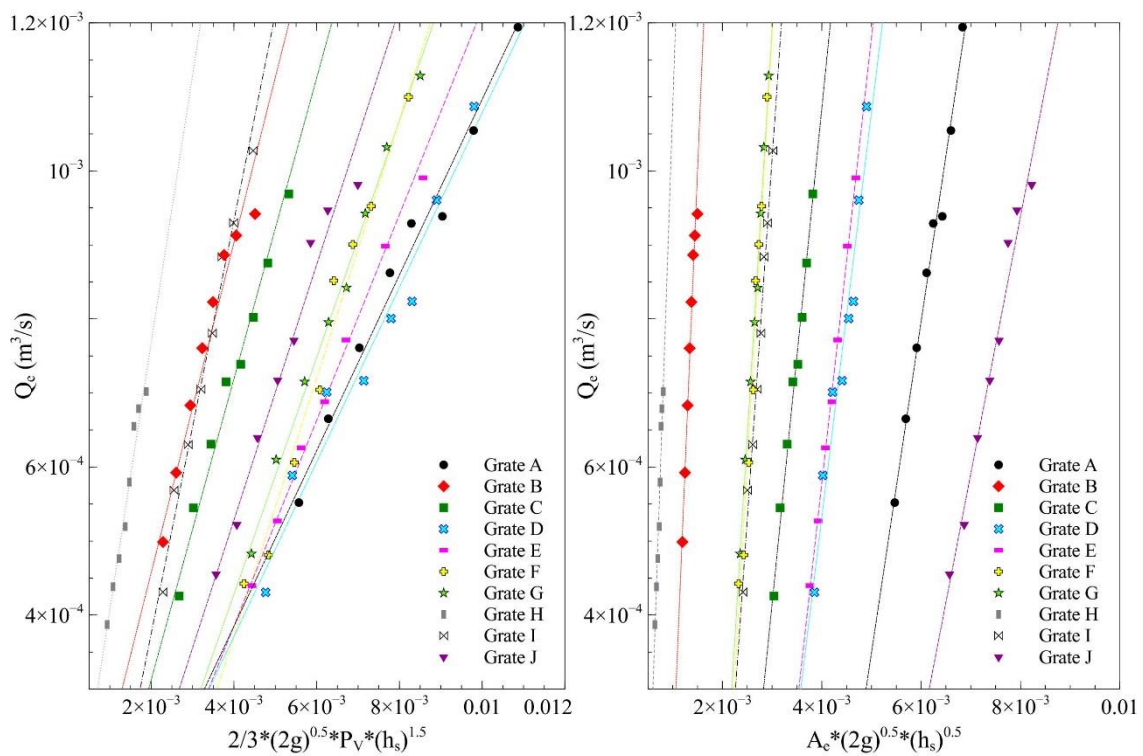 1.2×10⁻³
10⁻³
6×10⁻⁴
4×10⁻⁴
Qₑ (m³/s)
Grate A
Grate B
Grate C
Grate D
Grate E
Grate F
Grate G
Grate H
Grate I
Grate J
2×10⁻³ 4×10⁻³ 6×10⁻³ 8×10⁻³ 0.01 0.012
2/3*(2g)⁰·⁵*P_V*(hₛ)¹·⁵
1.2×10⁻³
10⁻³
6×10⁻⁴
4×10⁻⁴
Qₑ (m³/s)
Grate A
Grate B
Grate C
Grate D
Grate E
Grate F
Grate G
Grate H
Grate I
Grate J
2×10⁻³ 4×10⁻³ 6×10⁻³ 8×10⁻³ 0.01
Aₑ*(2g)⁰·⁵*(hₛ)⁰·⁵